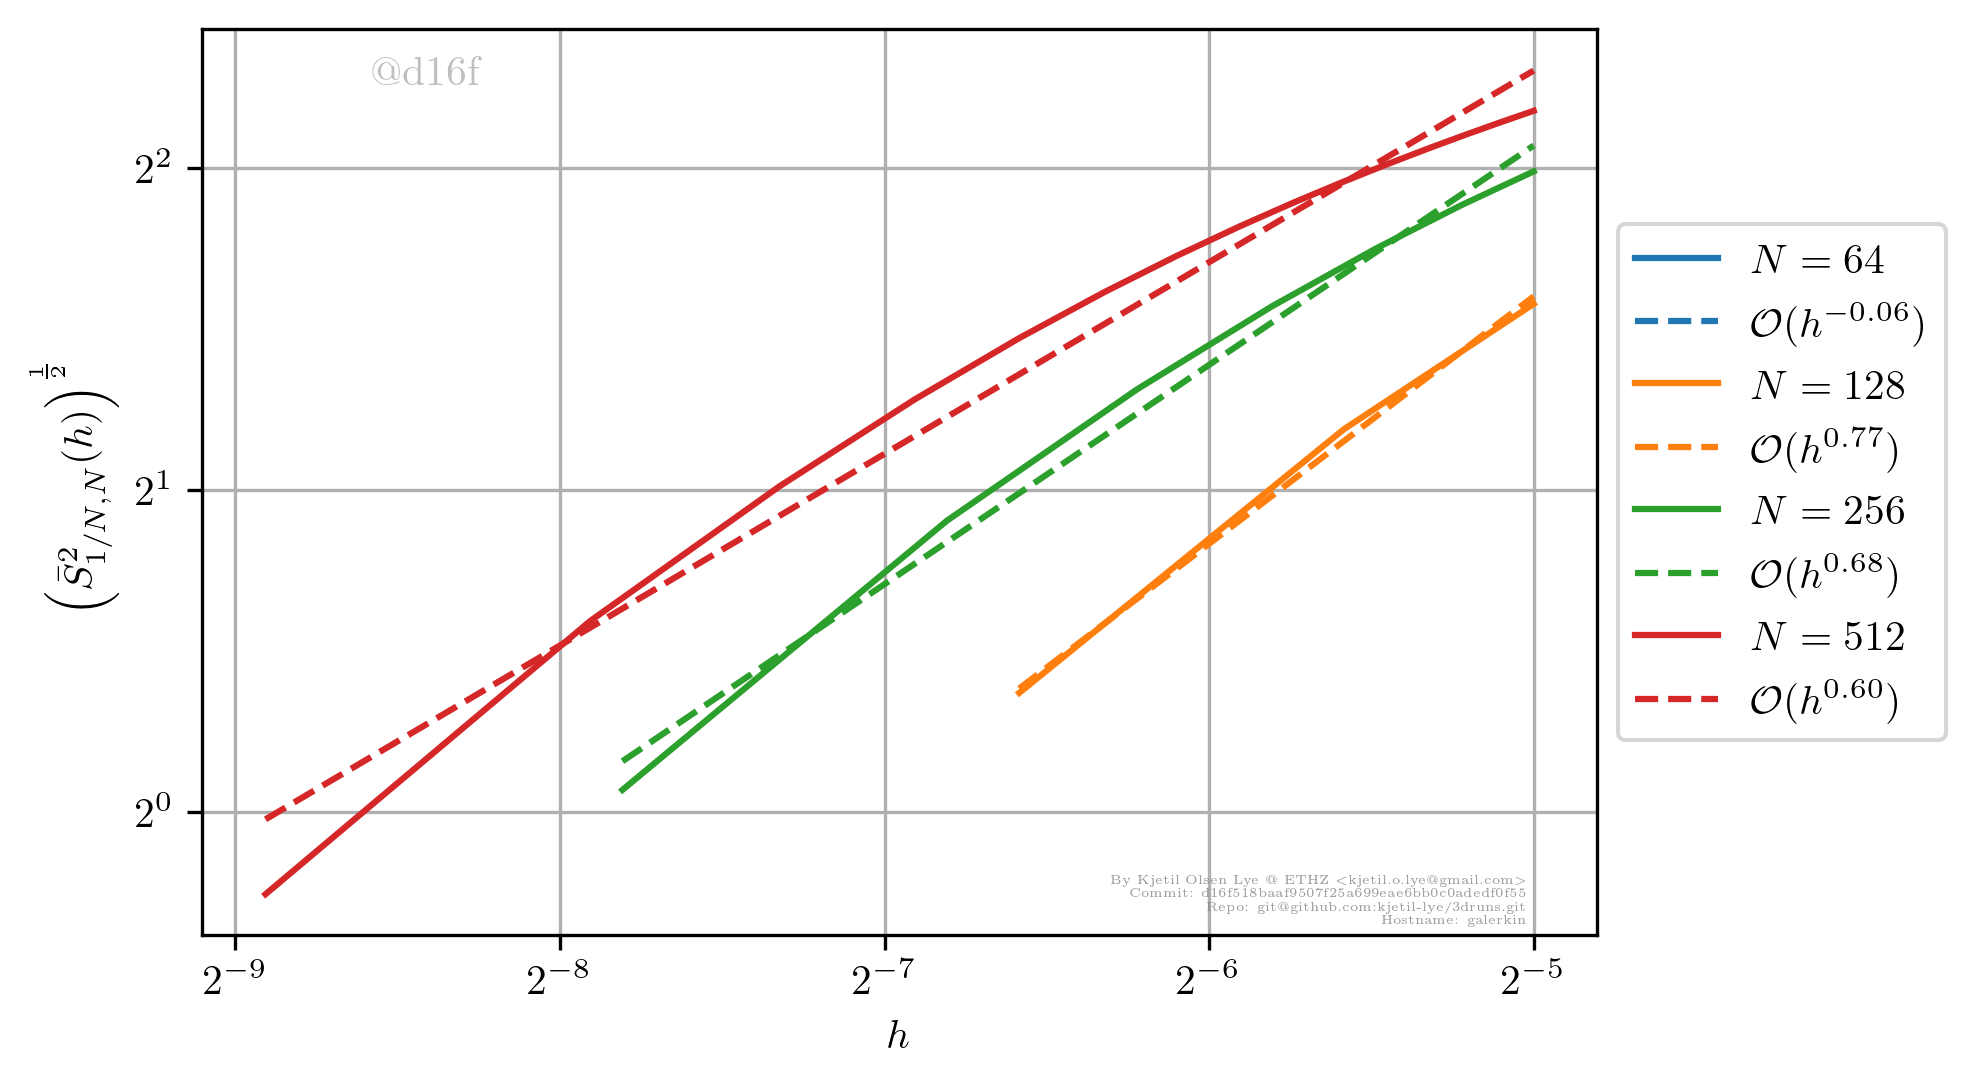 @d16f
2^2
2^1
2^0
(S̄^2_{1/N,N}(h))^{1/2}
By Kjetil Olsen Lye @ ETHZ <kjetil.o.lye@gmail.com>
Commit: d16f518baaf9507f25a699eae6bb0c0adedf0f55
Repo: git@github.com:kjetil-lye/3druns.git
Hostname: galerkin
2^{-9} 2^{-8} 2^{-7} 2^{-6} 2^{-5}
h
N = 64
𝒪(h^{-0.06})
N = 128
𝒪(h^{0.77})
N = 256
𝒪(h^{0.68})
N = 512
𝒪(h^{0.60})